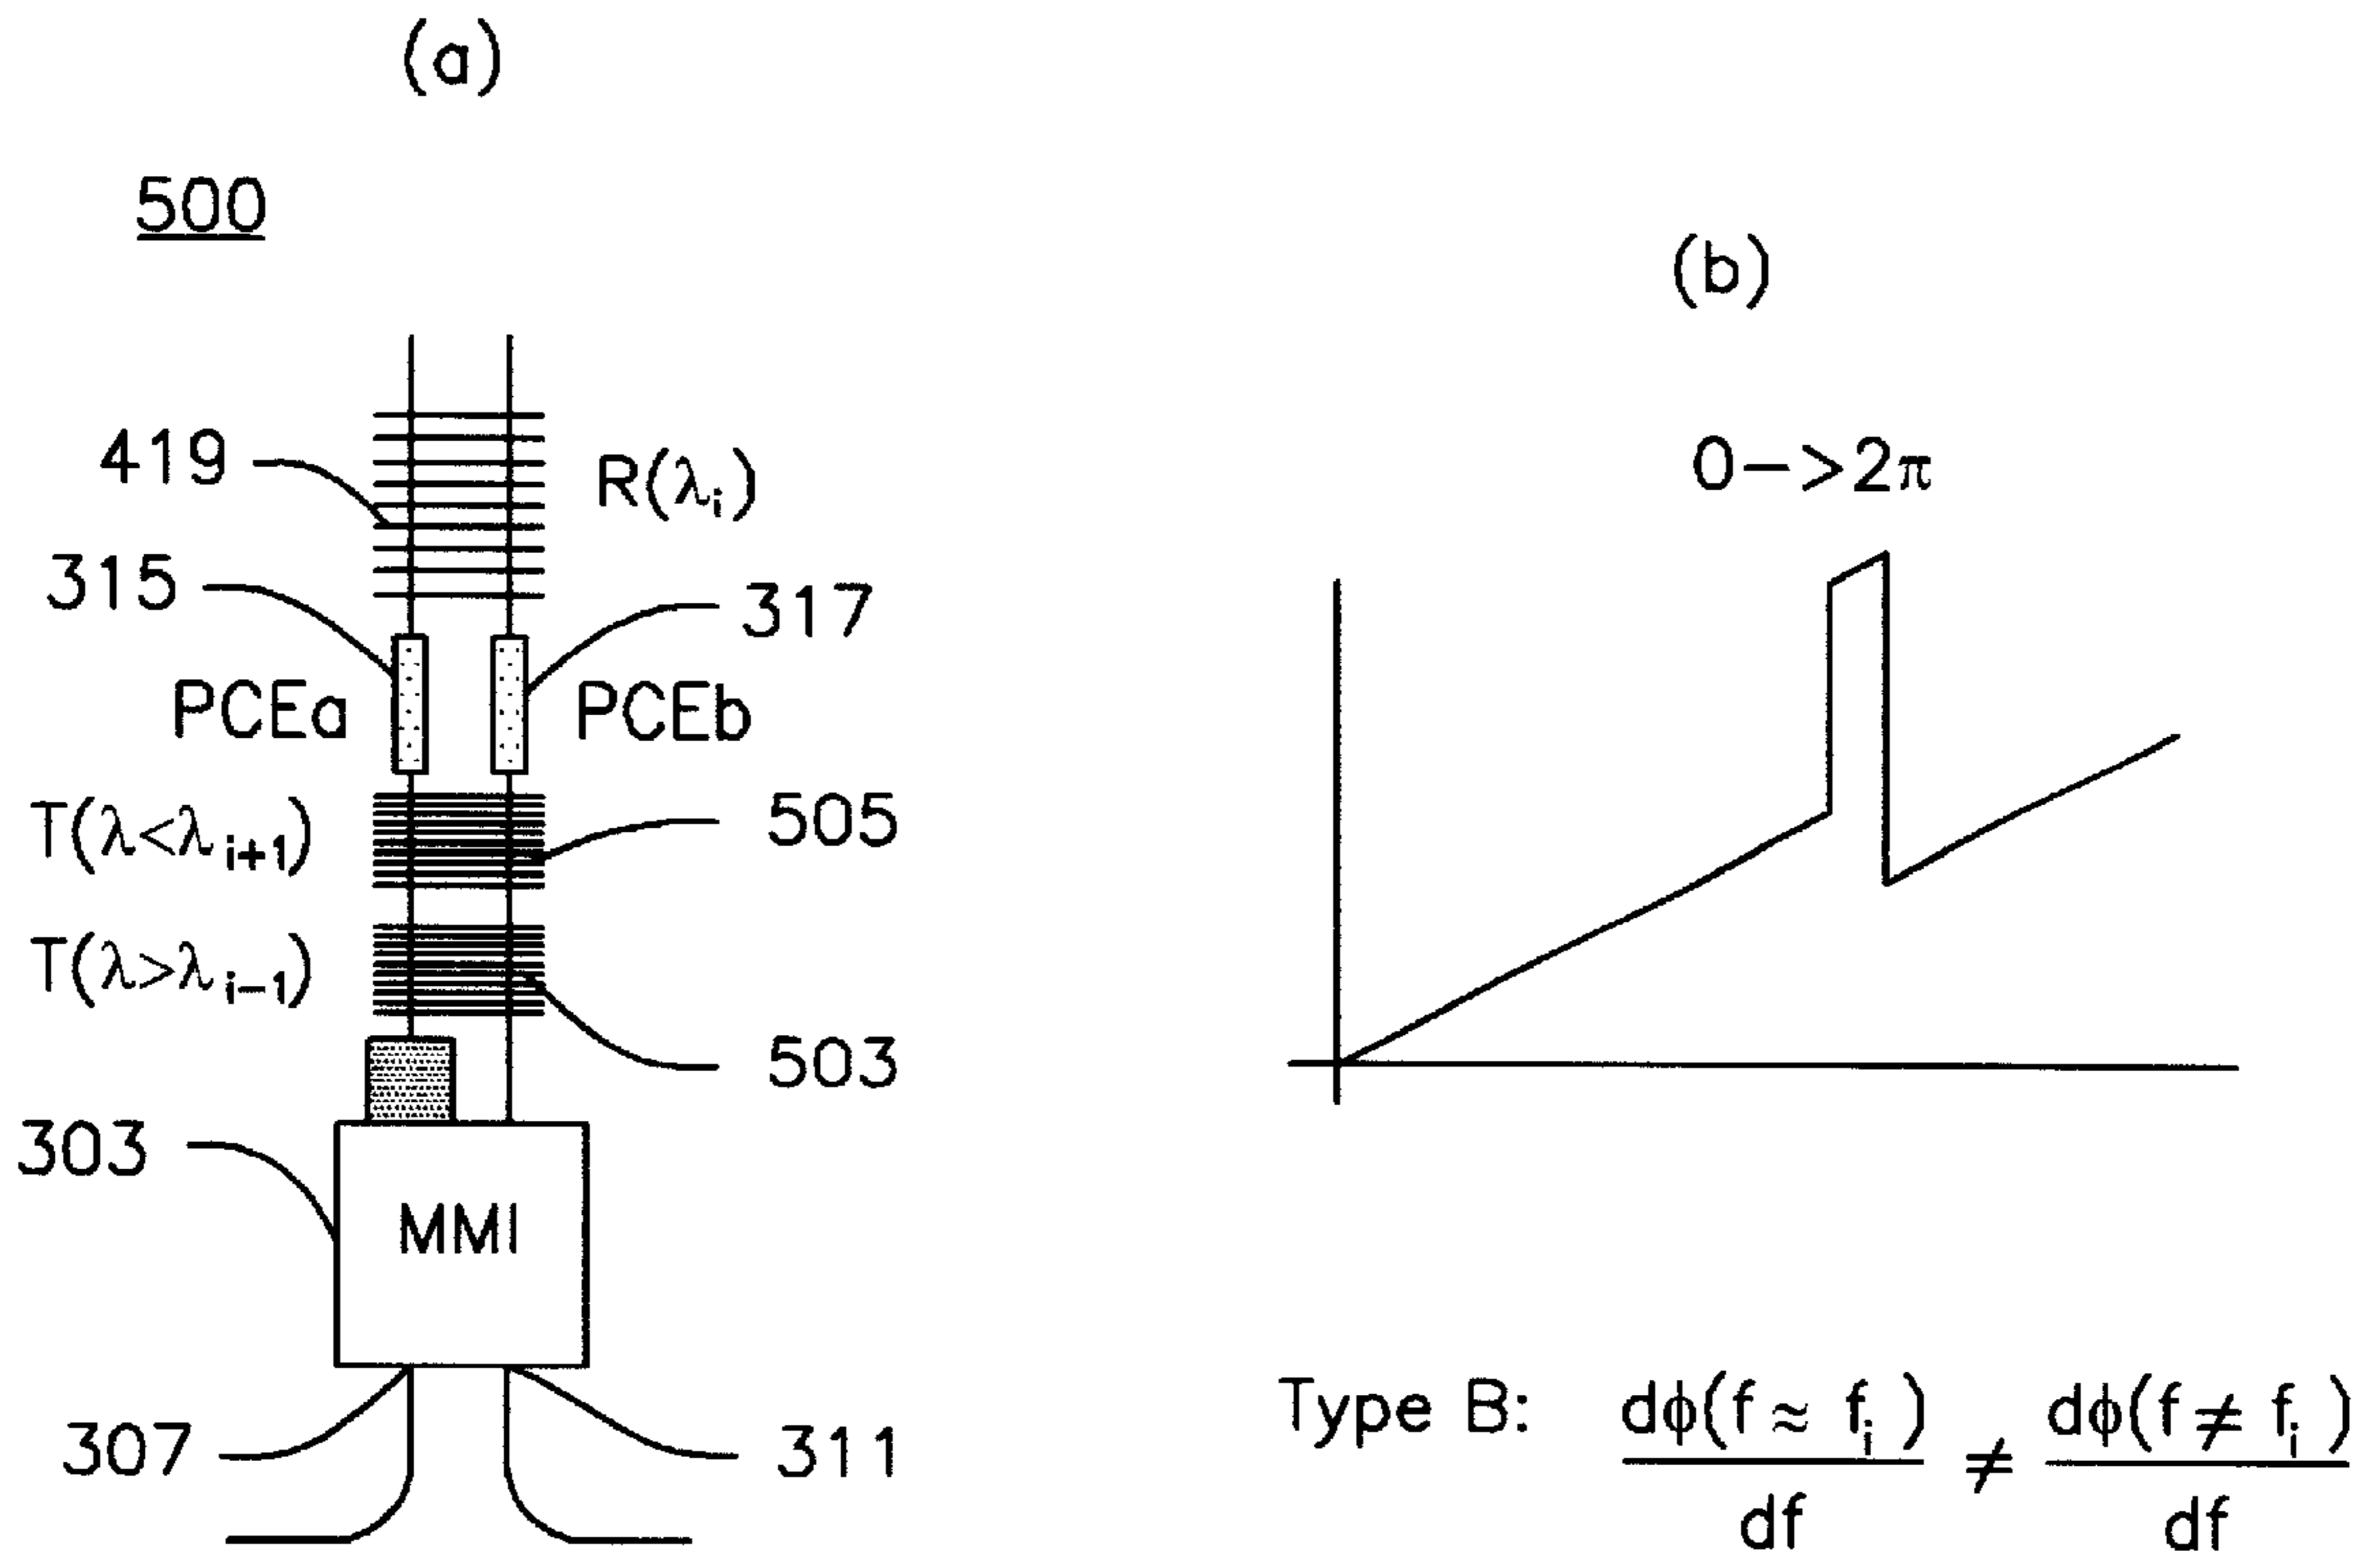 (a)
500
(b)
419
R(λi)
0->2π
315
317
PCEa
PCEb
T(λ<λi+1)
505
T(λ>λi-1)
503
303
MMI
307
311
Type B: dϕ(f ≈ fi)/df ≠ dϕ(f ≠ fi)/df